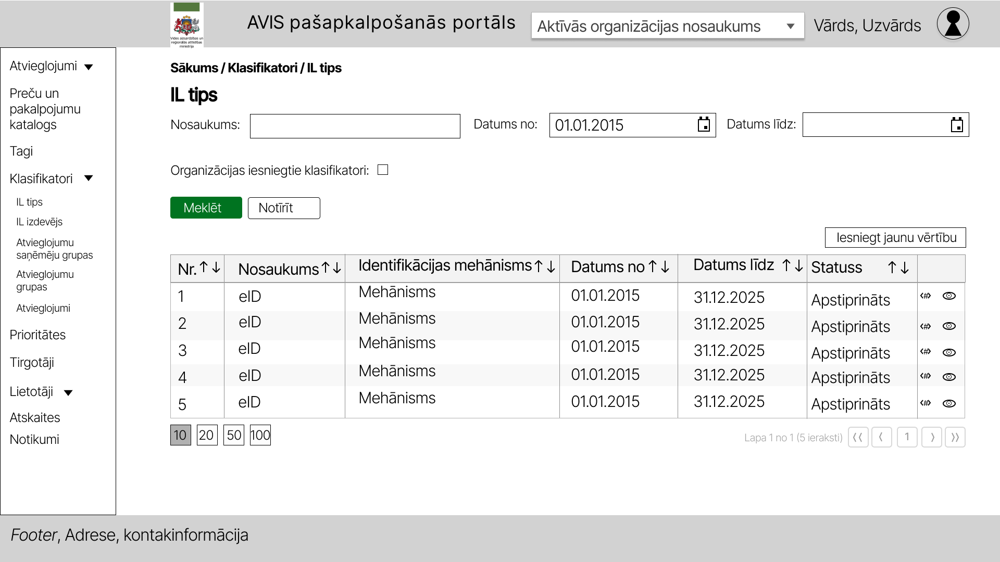 AVIS pašapkalpošanās portāls
Aktīvās organizācijas nosaukums
Vārds, Uzvārds
Vides aizsardzības un
reģionālās attīstības
ministrija
Atvieglojumi
Preču un
pakalpojumu
katalogs
Tagi
Klasifikatori
IL tips
IL izdevējs
Atvieglojumu
saņēmēju grupas
Atvieglojumu
grupas
Atvieglojumi
Prioritātes
Tirgotāji
Lietotāji
Atskaites
Notikumi
Sākums / Klasifikatori / IL tips
IL tips
Nosaukums:
Datums no: 01.01.2015
Datums līdz:
Organizācijas iesniegtie klasifikatori:
Meklēt Notīrīt
Iesniegt jaunu vērtību
Nr.↑↓ Nosaukums↑↓ Identifikācijas mehānisms↑↓ Datums no↑↓ Datums līdz ↑↓ Statuss ↑↓
1 eID Mehānisms 01.01.2015 31.12.2025 Apstiprināts <#>
2 eID Mehānisms 01.01.2015 31.12.2025 Apstiprināts <#>
3 eID Mehānisms 01.01.2015 31.12.2025 Apstiprināts <#>
4 eID Mehānisms 01.01.2015 31.12.2025 Apstiprināts <#>
5 eID Mehānisms 01.01.2015 31.12.2025 Apstiprināts <#>
10 20 50 100
Lapa 1 no 1 (5 ieraksti) ⟨⟨ ⟨ 1 ⟩ ⟩⟩
Footer, Adrese, kontakinformācija